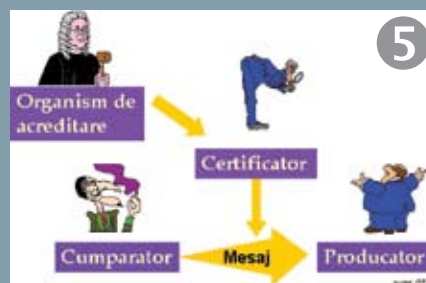 5
Organism de
acreditare
Certificator
Cumparator
Mesaj
Producator